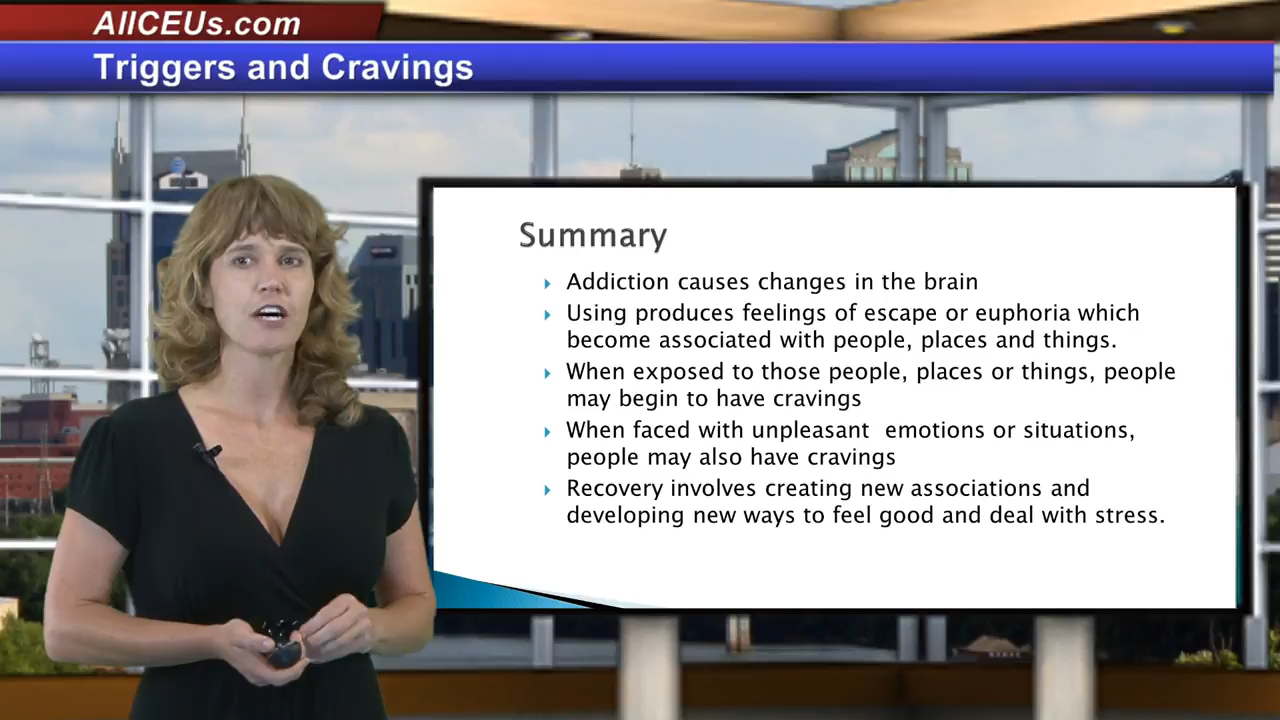 AllCEUs.com
Triggers and Cravings
Summary
Addiction causes changes in the brain
Using produces feelings of escape or euphoria which
become associated with people, places and things.
When exposed to those people, places or things, people
may begin to have cravings
When faced with unpleasant  emotions or situations,
people may also have cravings
Recovery involves creating new associations and
developing new ways to feel good and deal with stress.